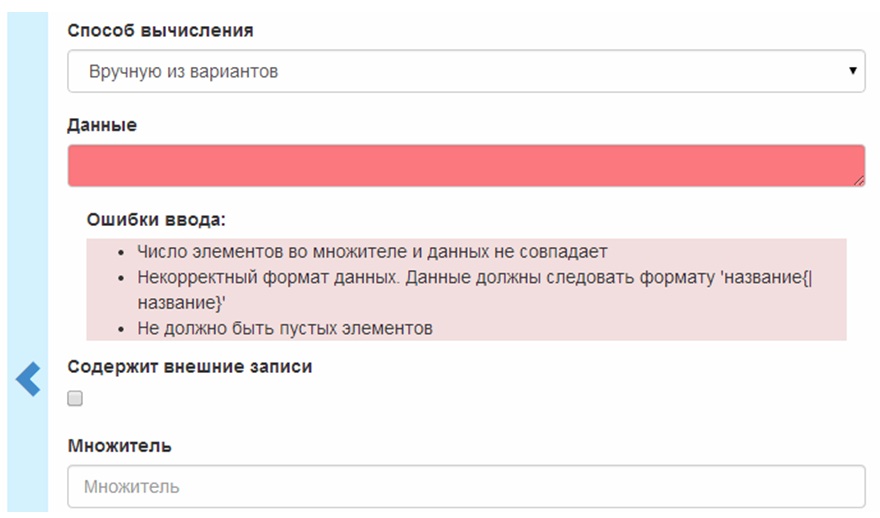 Способ вычисления
Вручную из вариантов
Данные
Ошибки ввода:
• Число элементов во множителе и данных не совпадает
• Некорректный формат данных. Данные должны следовать формату 'название{|
название}'
• Не должно быть пустых элементов
Содержит внешние записи
Множитель
Множитель